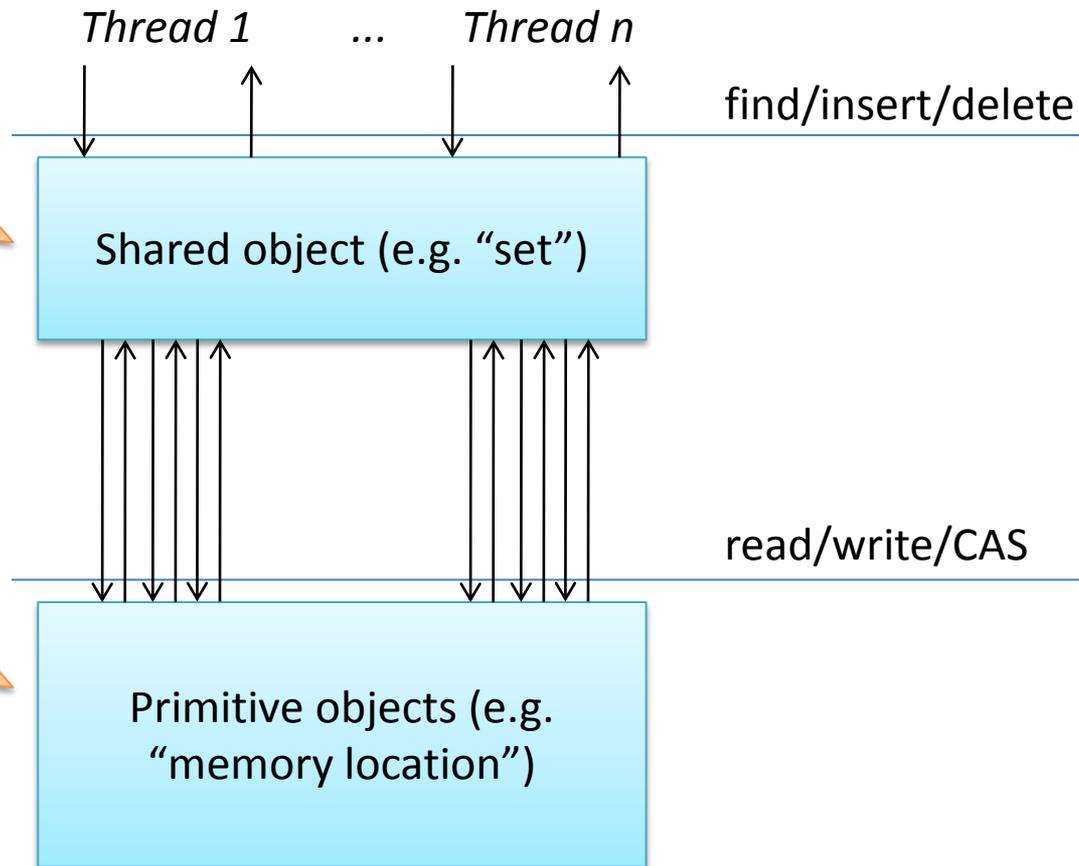 Thread 1 ... Thread n
find/insert/delete
Shared object (e.g. “set”)
read/write/CAS
Primitive objects (e.g.
“memory location”)